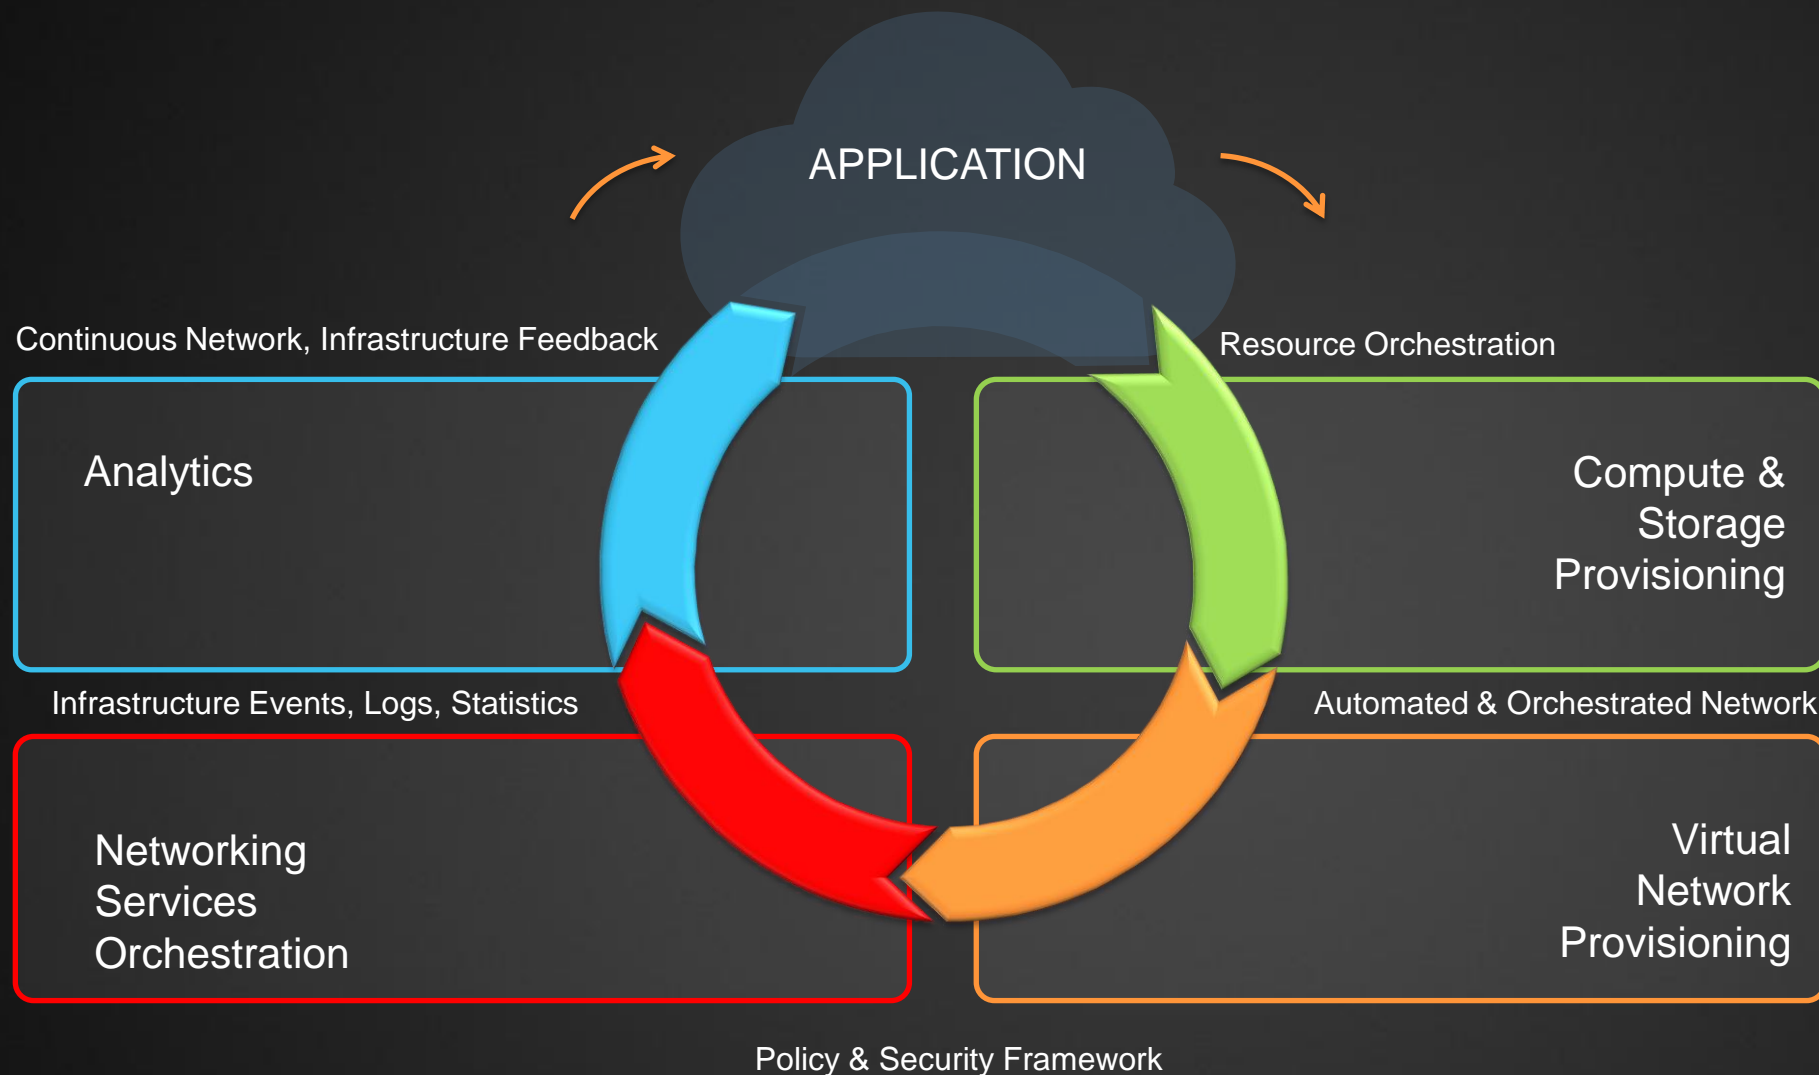 APPLICATION
Continuous Network, Infrastructure Feedback
Resource Orchestration
Analytics
Compute &
Storage
Provisioning
Infrastructure Events, Logs, Statistics
Automated & Orchestrated Network
Networking
Services
Orchestration
Virtual
Network
Provisioning
Policy & Security Framework